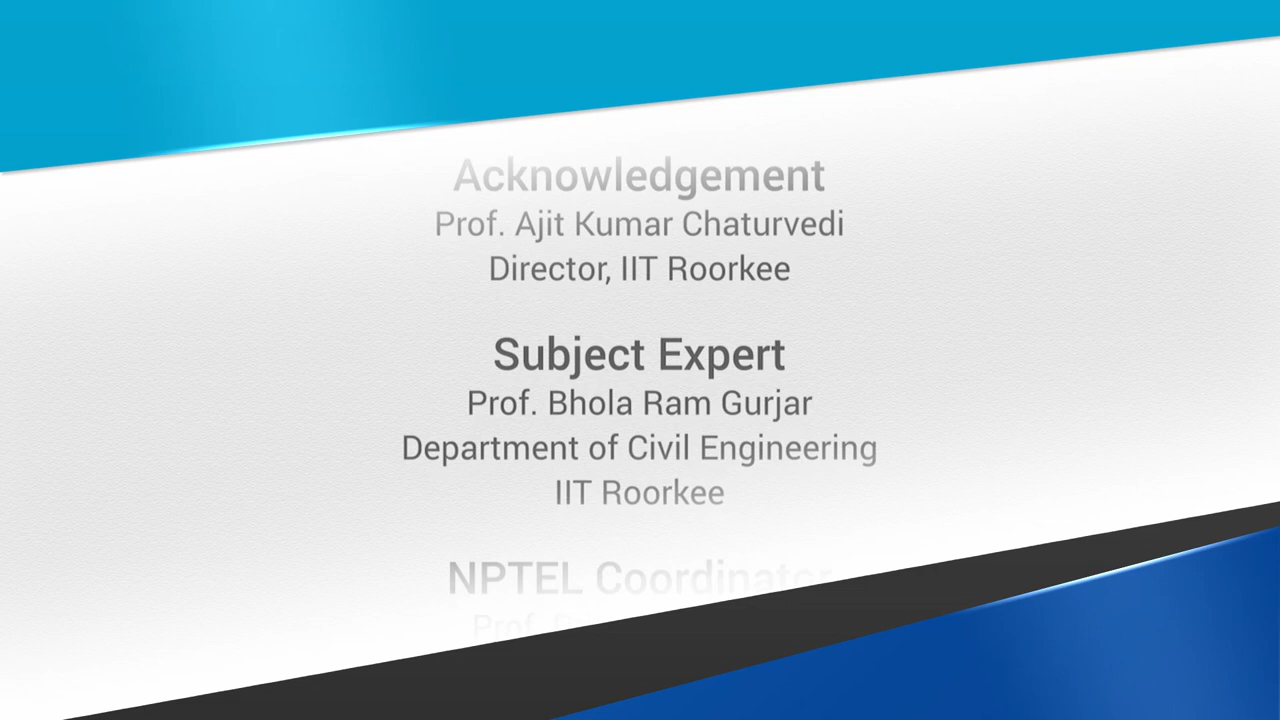 Acknowledgement
Prof. Ajit Kumar Chaturvedi
Director, IIT Roorkee
Subject Expert
Prof. Bhola Ram Gurjar
Department of Civil Engineering
IIT Roorkee
NPTEL Coordinator
Prof.